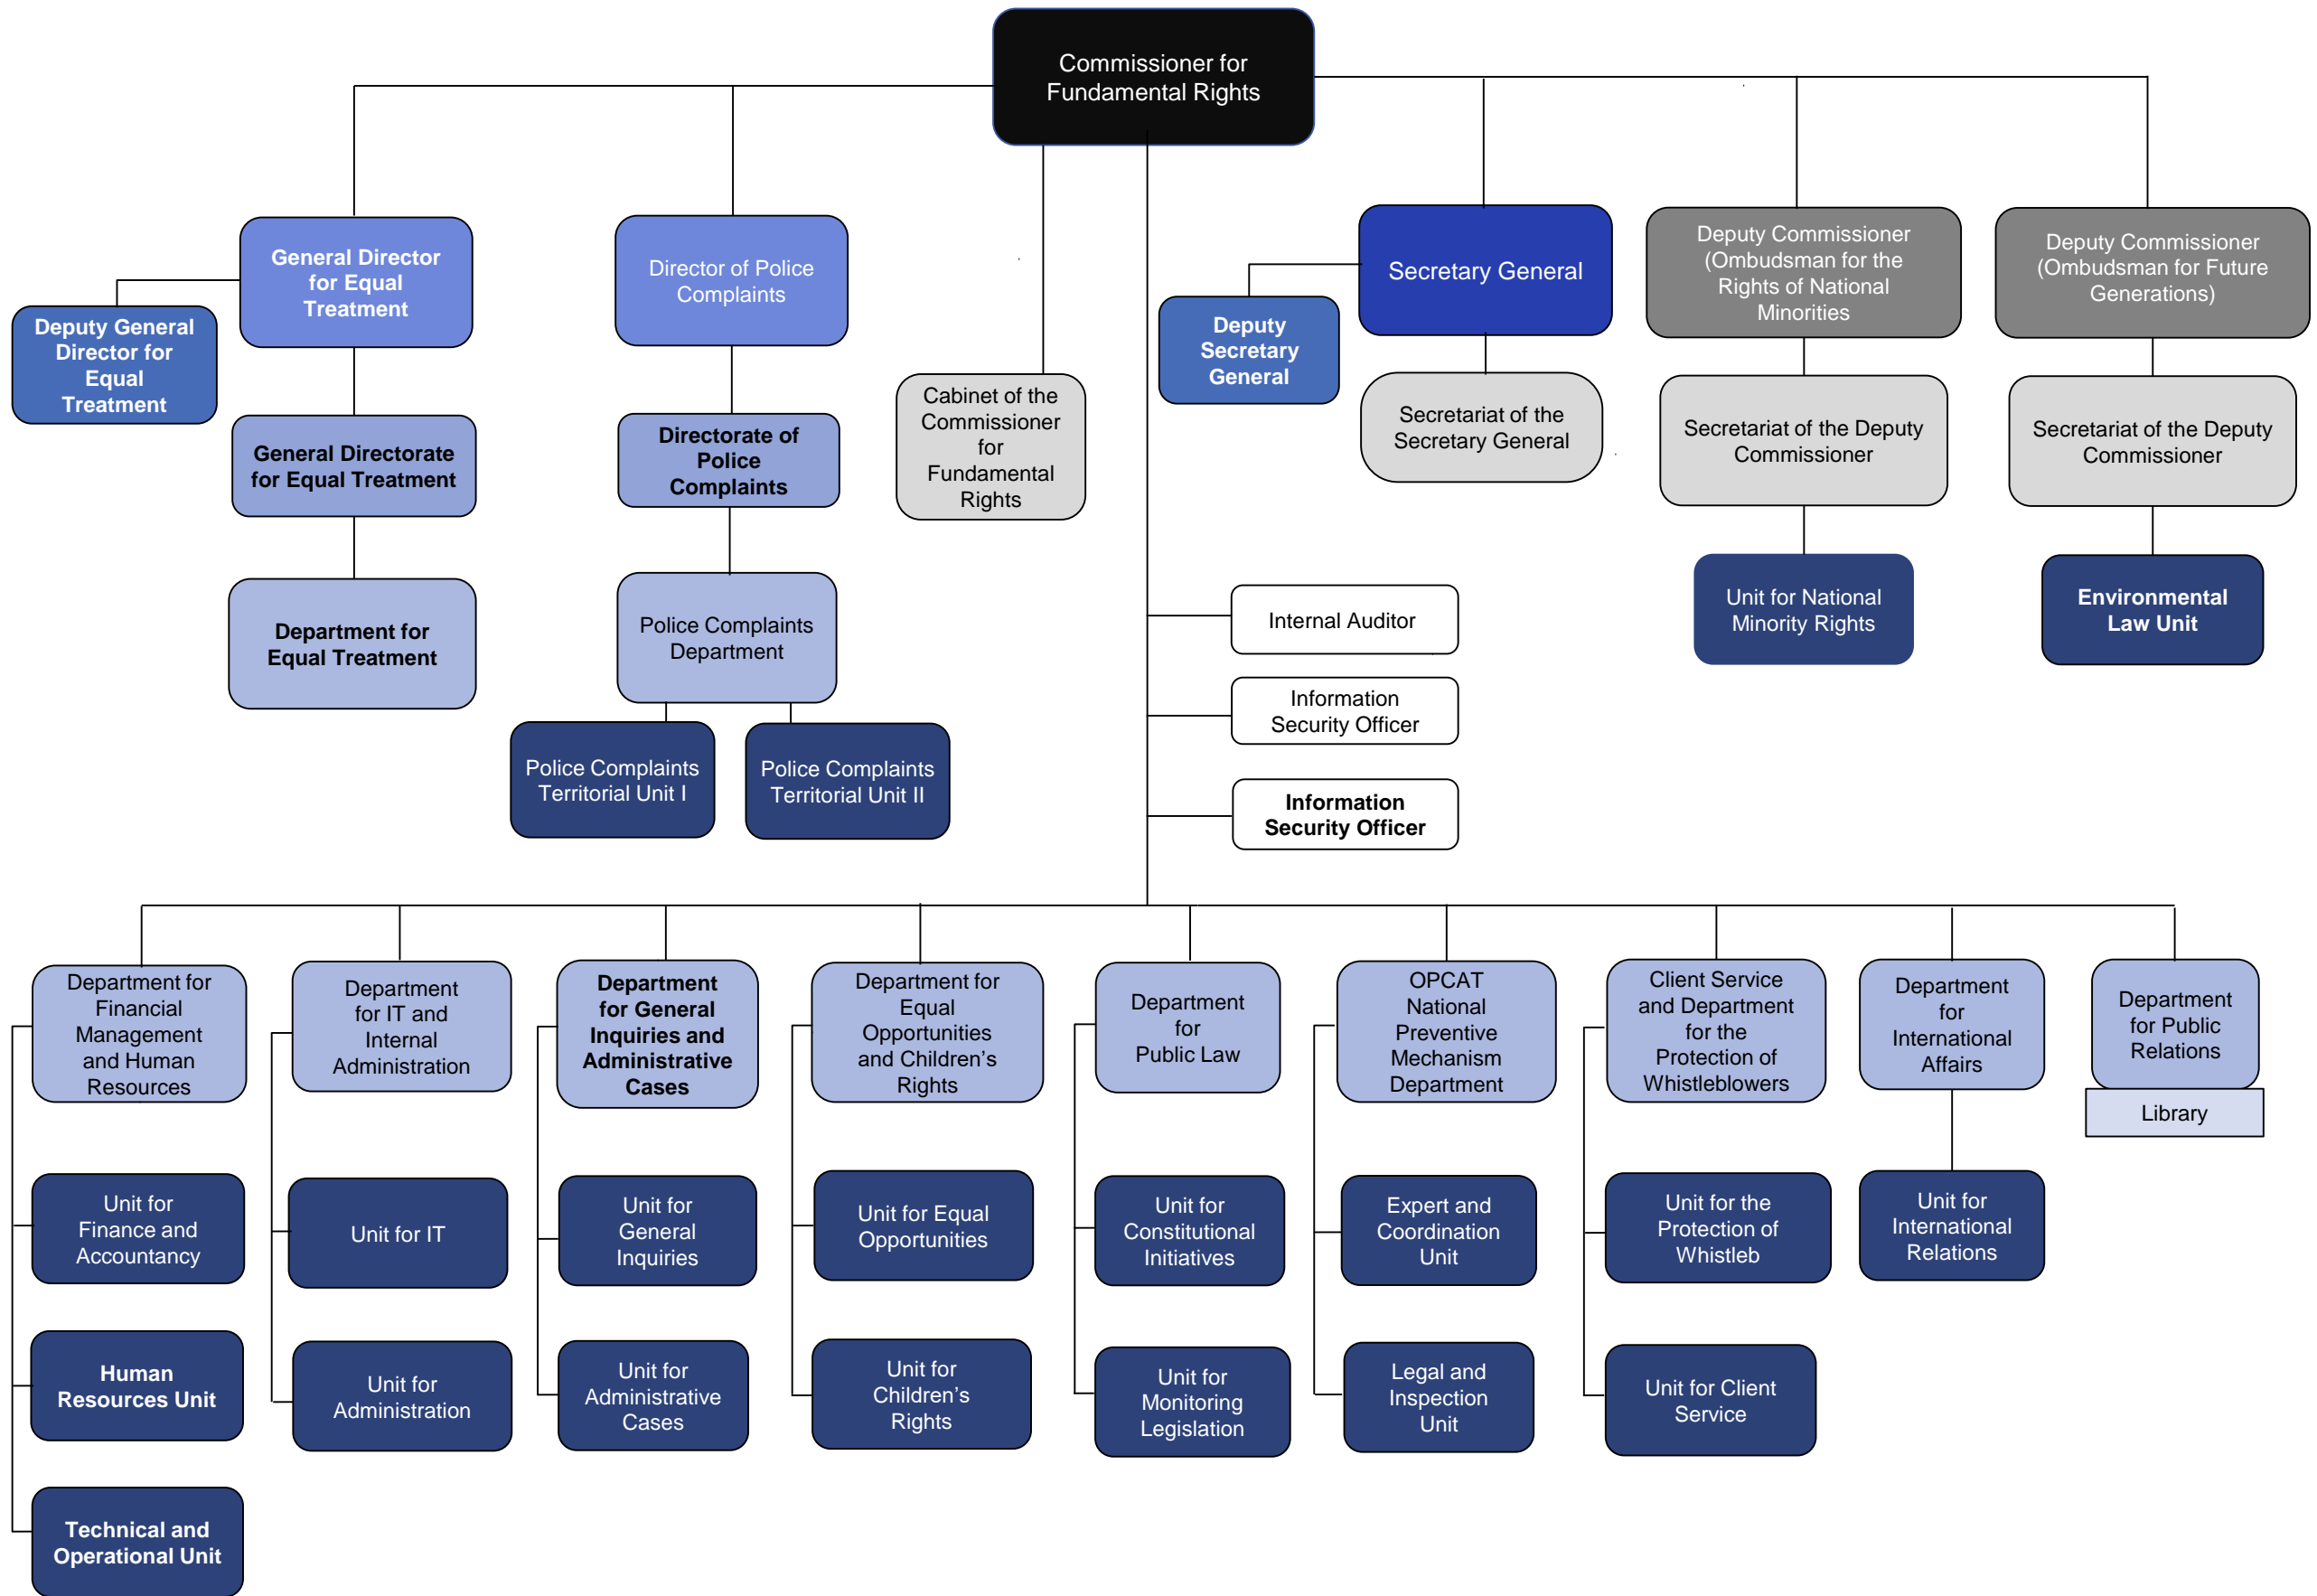 Commissioner for
Fundamental Rights
General Director
for Equal
Treatment
Director of Police
Complaints
Secretary General
Deputy Commissioner
(Ombudsman for the
Rights of National
Minorities
Deputy Commissioner
(Ombudsman for Future
Generations)
Deputy General
Director for
Equal
Treatment
Deputy
Secretary
General
General Directorate
for Equal Treatment
Directorate of
Police
Complaints
Cabinet of the
Commissioner
for
Fundamental
Rights
Secretariat of the
Secretary General
Secretariat of the Deputy
Commissioner
Secretariat of the Deputy
Commissioner
Department for
Equal Treatment
Police Complaints
Department
Internal Auditor
Unit for National
Minority Rights
Environmental
Law Unit
Information
Security Officer
Police Complaints
Territorial Unit I
Police Complaints
Territorial Unit II
Information
Security Officer
Department for
Financial
Management
and Human
Resources
Department
for IT and
Internal
Administration
Department
for General
Inquiries and
Administrative
Cases
Department for
Equal
Opportunities
and Children’s
Rights
Department
for
Public Law
OPCAT
National
Preventive
Mechanism
Department
Client Service
and Department
for the
Protection of
Whistleblowers
Department
for
International
Affairs
Department
for Public
Relations
Library
Unit for
Finance and
Accountancy
Unit for IT
Unit for
General
Inquiries
Unit for Equal
Opportunities
Unit for
Constitutional
Initiatives
Expert and
Coordination
Unit
Unit for the
Protection of
Whistleb
Unit for
International
Relations
Human
Resources Unit
Unit for
Administration
Unit for
Administrative
Cases
Unit for
Children’s
Rights
Unit for
Monitoring
Legislation
Legal and
Inspection
Unit
Unit for Client
Service
Technical and
Operational Unit